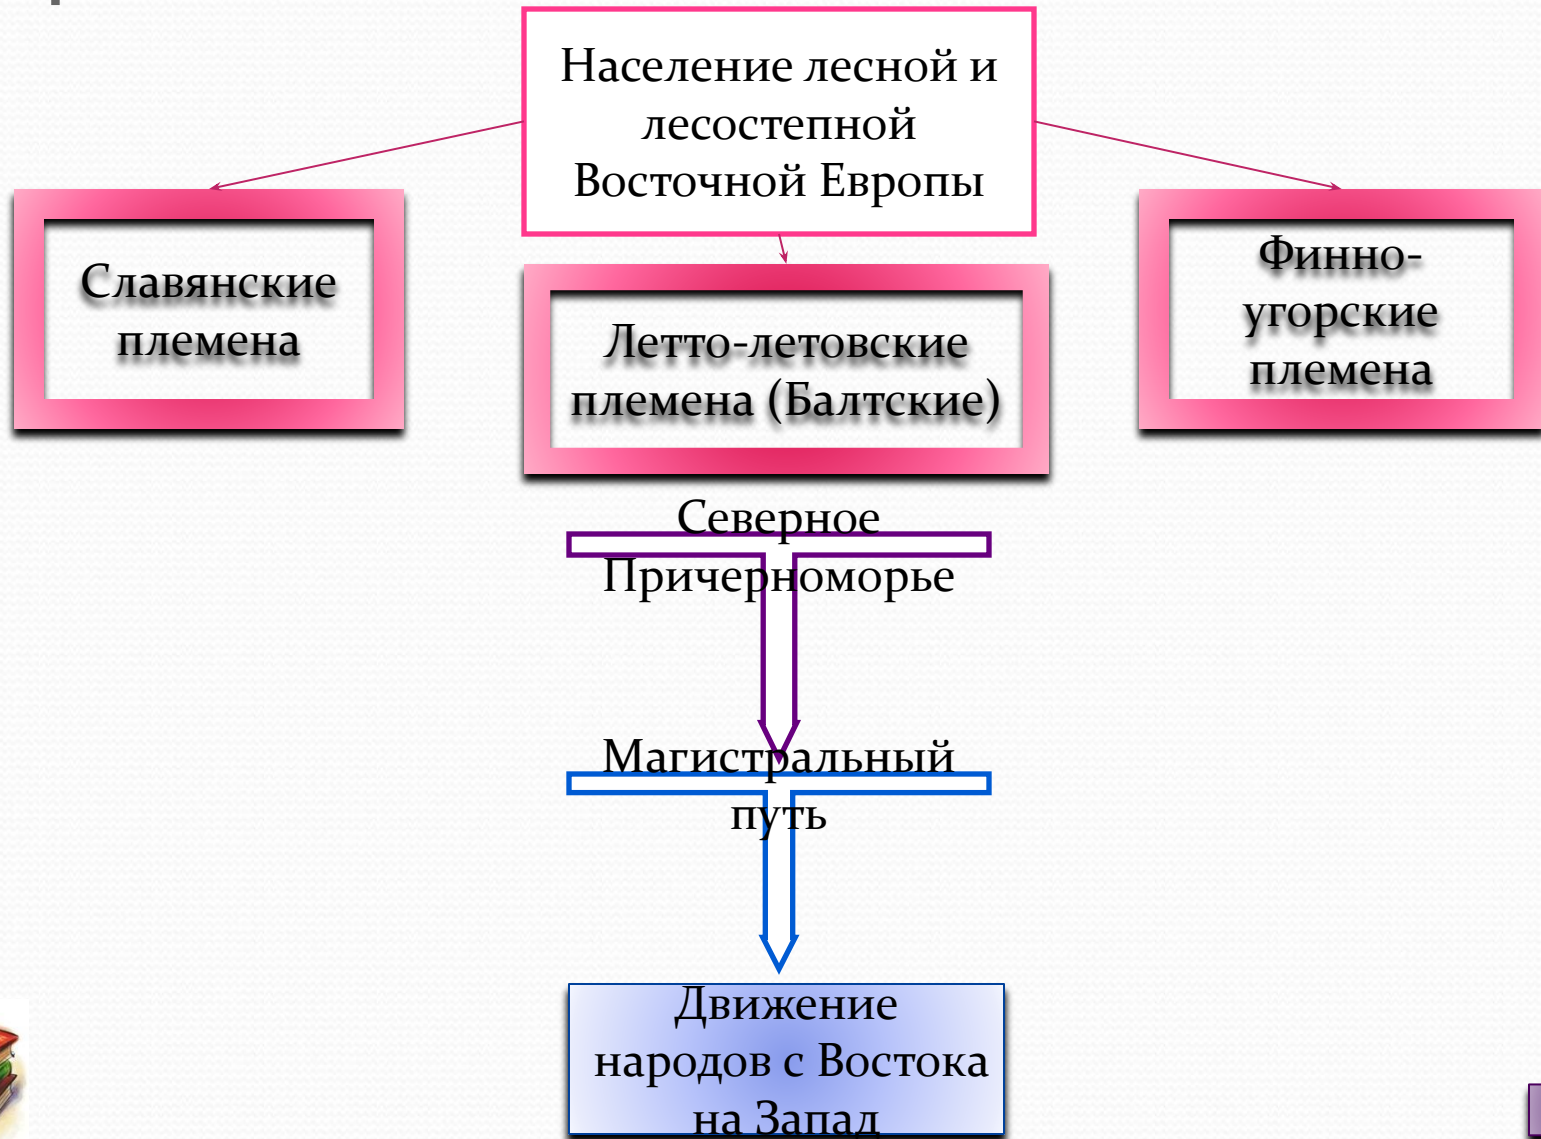 Население лесной и
лесостепной
Восточной Европы
Славянские
племена
Летто-летовские
племена (Балтские)
Финно-
угорские
племена
Северное
Причерноморье
Магистральный
путь
Движение
народов с Востока
на Запад